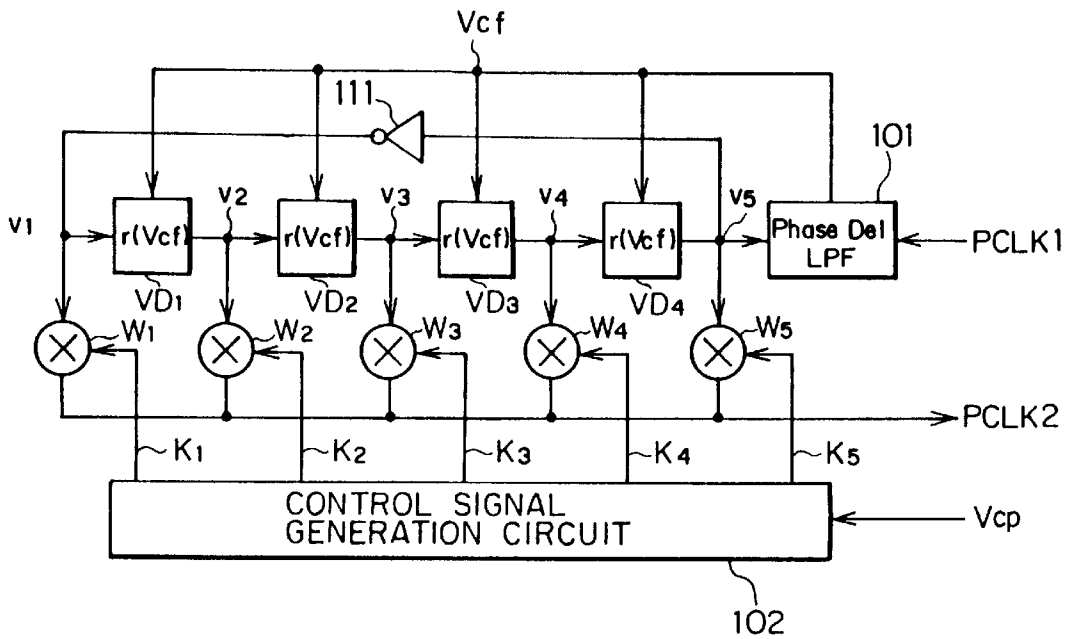 Vcf
111
101
v1
v2
v3
v4
v5
r(Vcf)
r(Vcf)
r(Vcf)
r(Vcf)
Phase Del
LPF
PCLK1
VD1
VD2
VD3
VD4
W1
W2
W3
W4
W5
PCLK2
K1
K2
K3
K4
K5
CONTROL SIGNAL
GENERATION CIRCUIT
Vcp
102